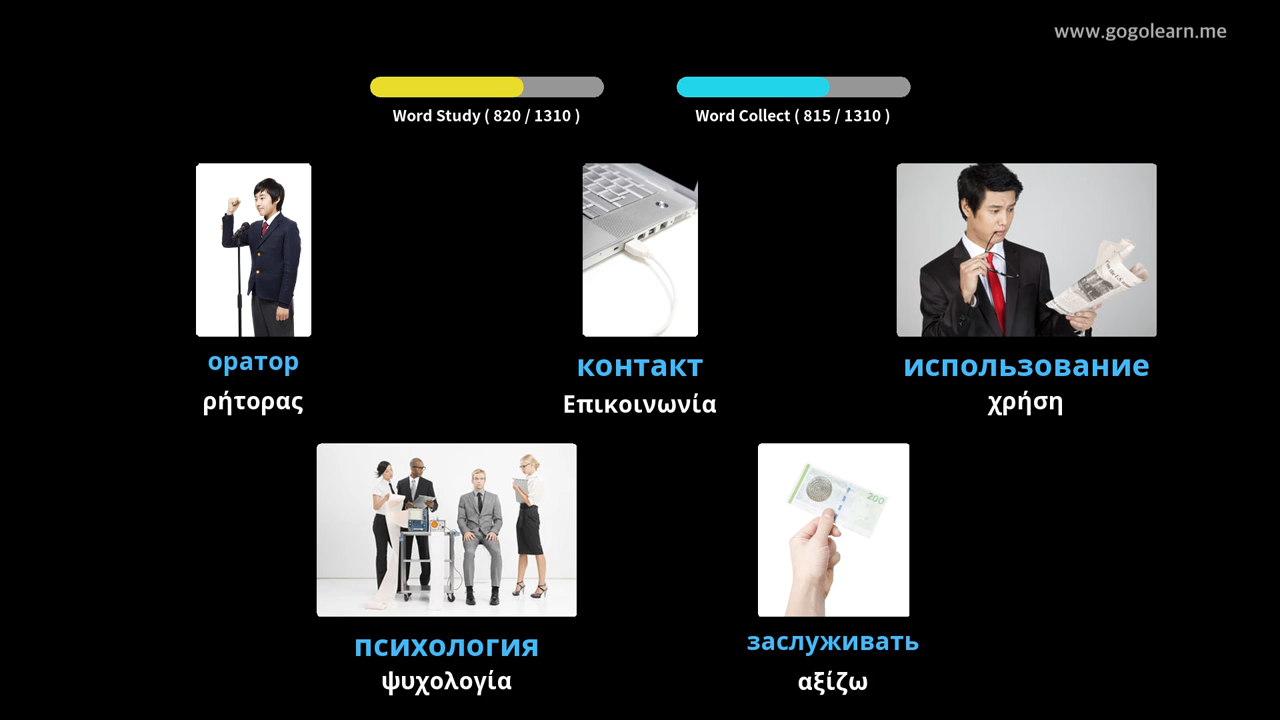 www.gogolearn.me
Word Study ( 820 / 1310 )
Word Collect ( 815 / 1310 )
оратор
ρήτορας
контакт
Επικοινωνία
использование
χρήση
психология
ψυχολογία
заслуживать
αξίζω
200